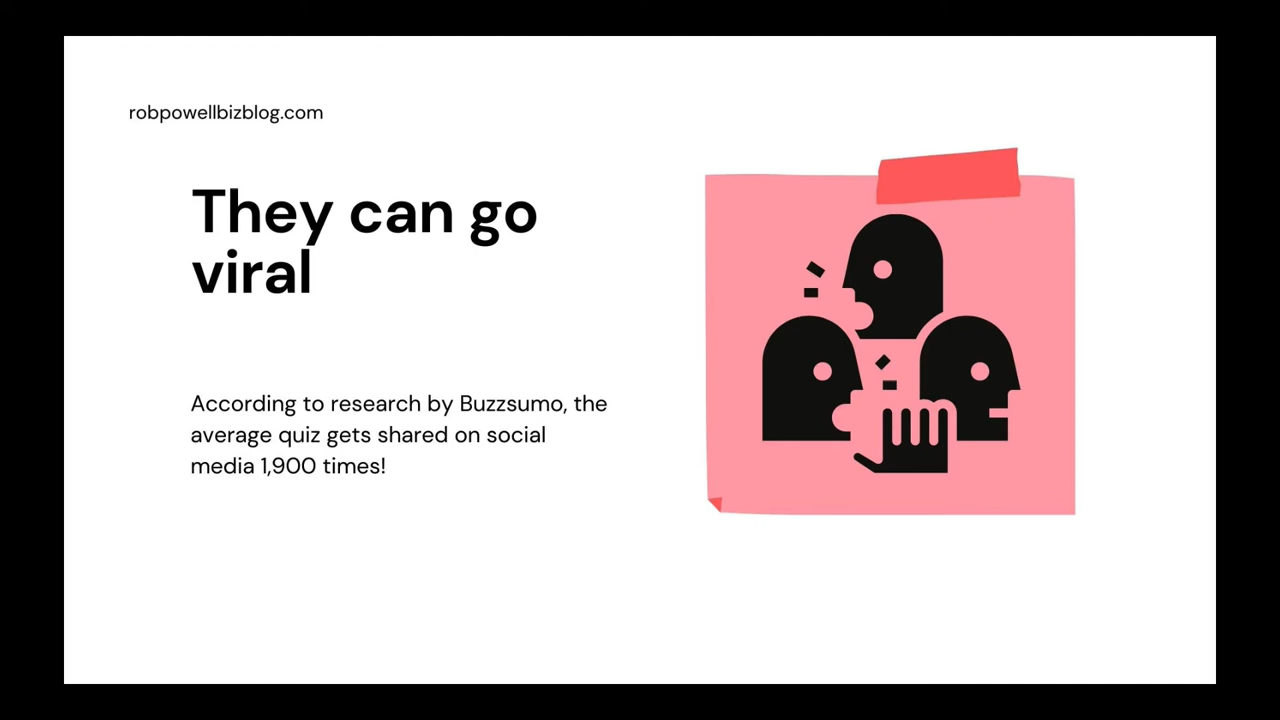 robpowellbizblog.com
They can go
viral
According to research by Buzzsumo, the
average quiz gets shared on social
media 1,900 times!